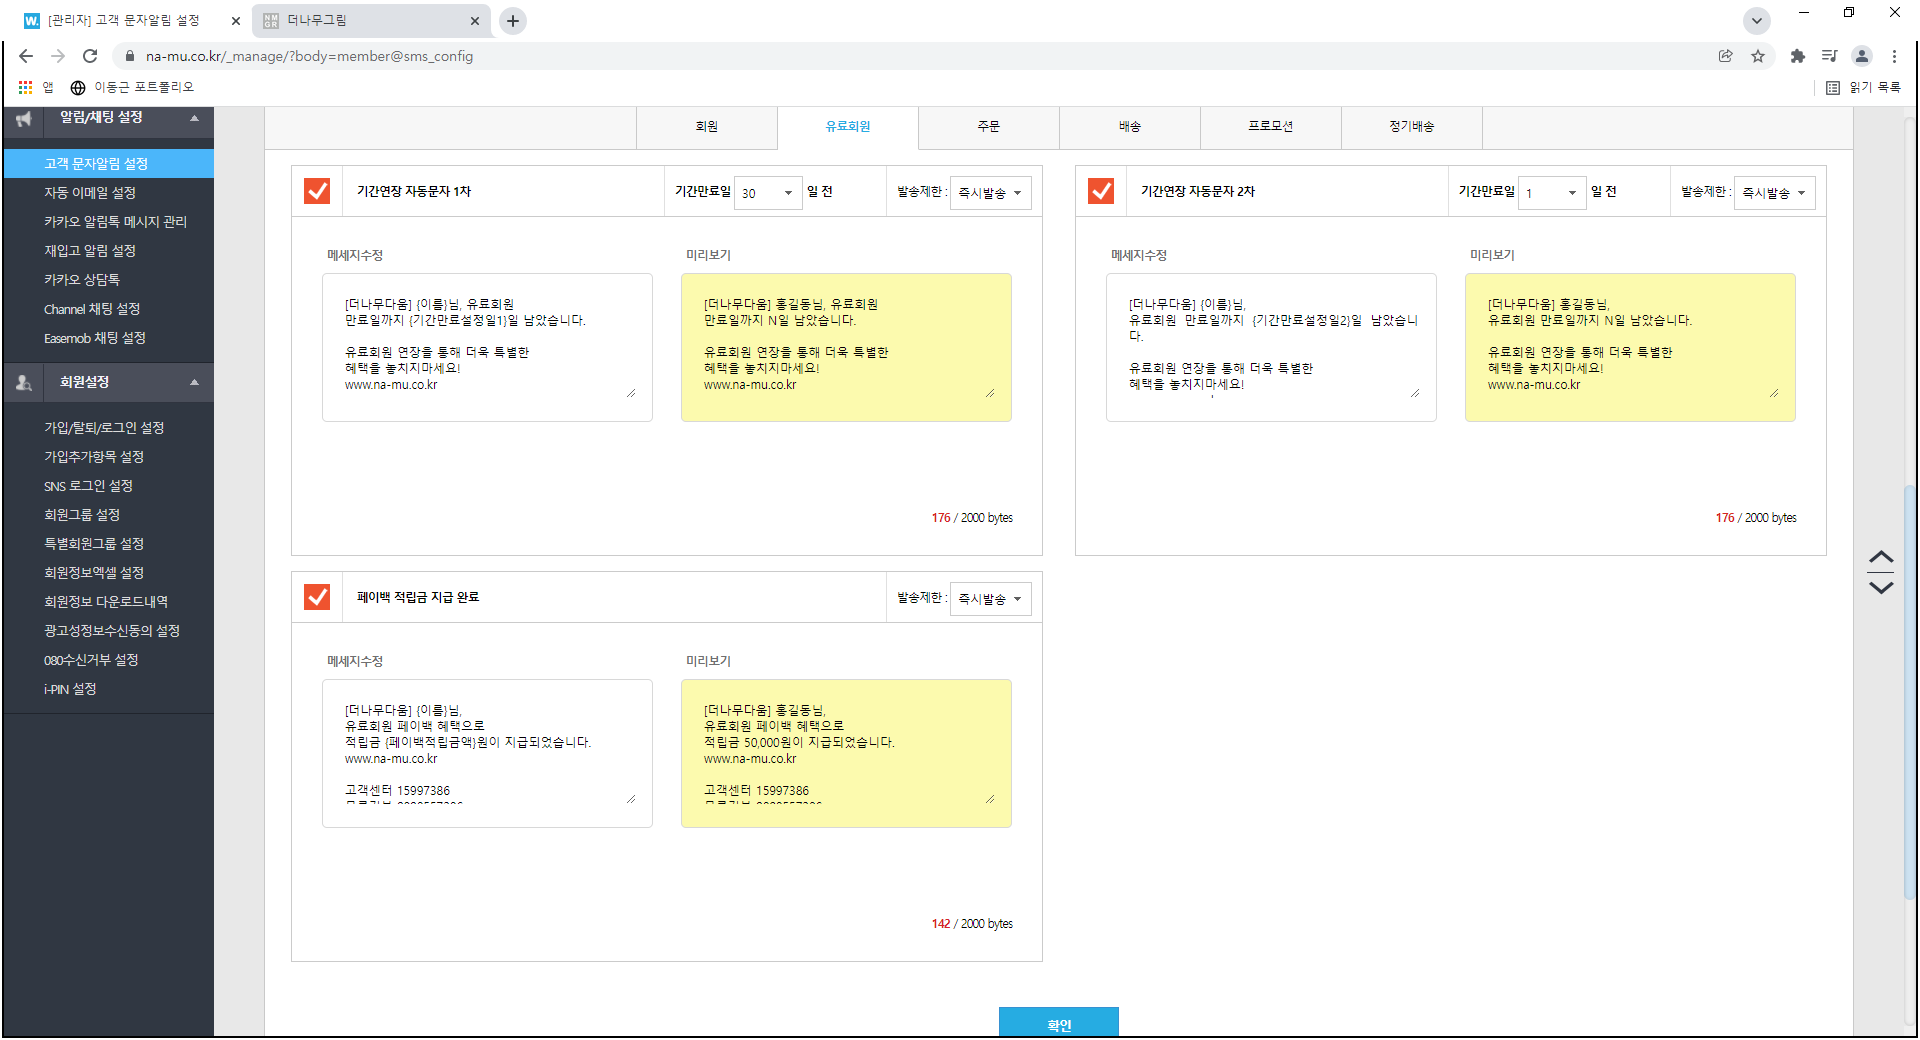 [관리자] 고객 문자알림 설정
더나무그림
na-mu.co.kr/_manage/?body=member@sms_config
앱
이동근 포트폴리오
읽기 목록
알림/채팅 설정
고객 문자알림 설정
자동 이메일 설정
카카오 알림톡 메시지 관리
재입고 알림 설정
카카오 상담톡
Channel 채팅 설정
Easemob 채팅 설정
회원설정
가입/탈퇴/로그인 설정
가입추가항목 설정
SNS 로그인 설정
회원그룹 설정
특별회원그룹 설정
회원정보엑셀 설정
회원정보 다운로드내역
광고성정보수신동의 설정
080수신거부 설정
i-PIN 설정
회원
유료회원
주문
배송
프로모션
정기배송
기간연장 자동문자 1차
기간만료일 30 일 전
발송제한 : 즉시발송
메세지수정
[더나무다움] {이름}님, 유료회원
만료일까지 {기간만료설정일1}일 남았습니다.
유료회원 연장을 통해 더욱 특별한
혜택을 놓치지마세요!
www.na-mu.co.kr
미리보기
[더나무다움] 홍길동님, 유료회원
만료일까지 N일 남았습니다.
유료회원 연장을 통해 더욱 특별한
혜택을 놓치지마세요!
www.na-mu.co.kr
176 / 2000 bytes
기간연장 자동문자 2차
기간만료일 1 일 전
발송제한 : 즉시발송
메세지수정
[더나무다움] {이름}님,
유료회원 만료일까지 {기간만료설정일2}일 남았습니
다.
유료회원 연장을 통해 더욱 특별한
혜택을 놓치지마세요!
미리보기
[더나무다움] 홍길동님,
유료회원 만료일까지 N일 남았습니다.
유료회원 연장을 통해 더욱 특별한
혜택을 놓치지마세요!
www.na-mu.co.kr
176 / 2000 bytes
페이백 적립금 지급 완료
발송제한 : 즉시발송
메세지수정
[더나무다움] {이름}님,
유료회원 페이백 혜택으로
적립금 {페이백적립금액}원이 지급되었습니다.
www.na-mu.co.kr
고객센터 15997386
미리보기
[더나무다움] 홍길동님,
유료회원 페이백 혜택으로
적립금 50,000원이 지급되었습니다.
www.na-mu.co.kr
고객센터 15997386
142 / 2000 bytes
확인